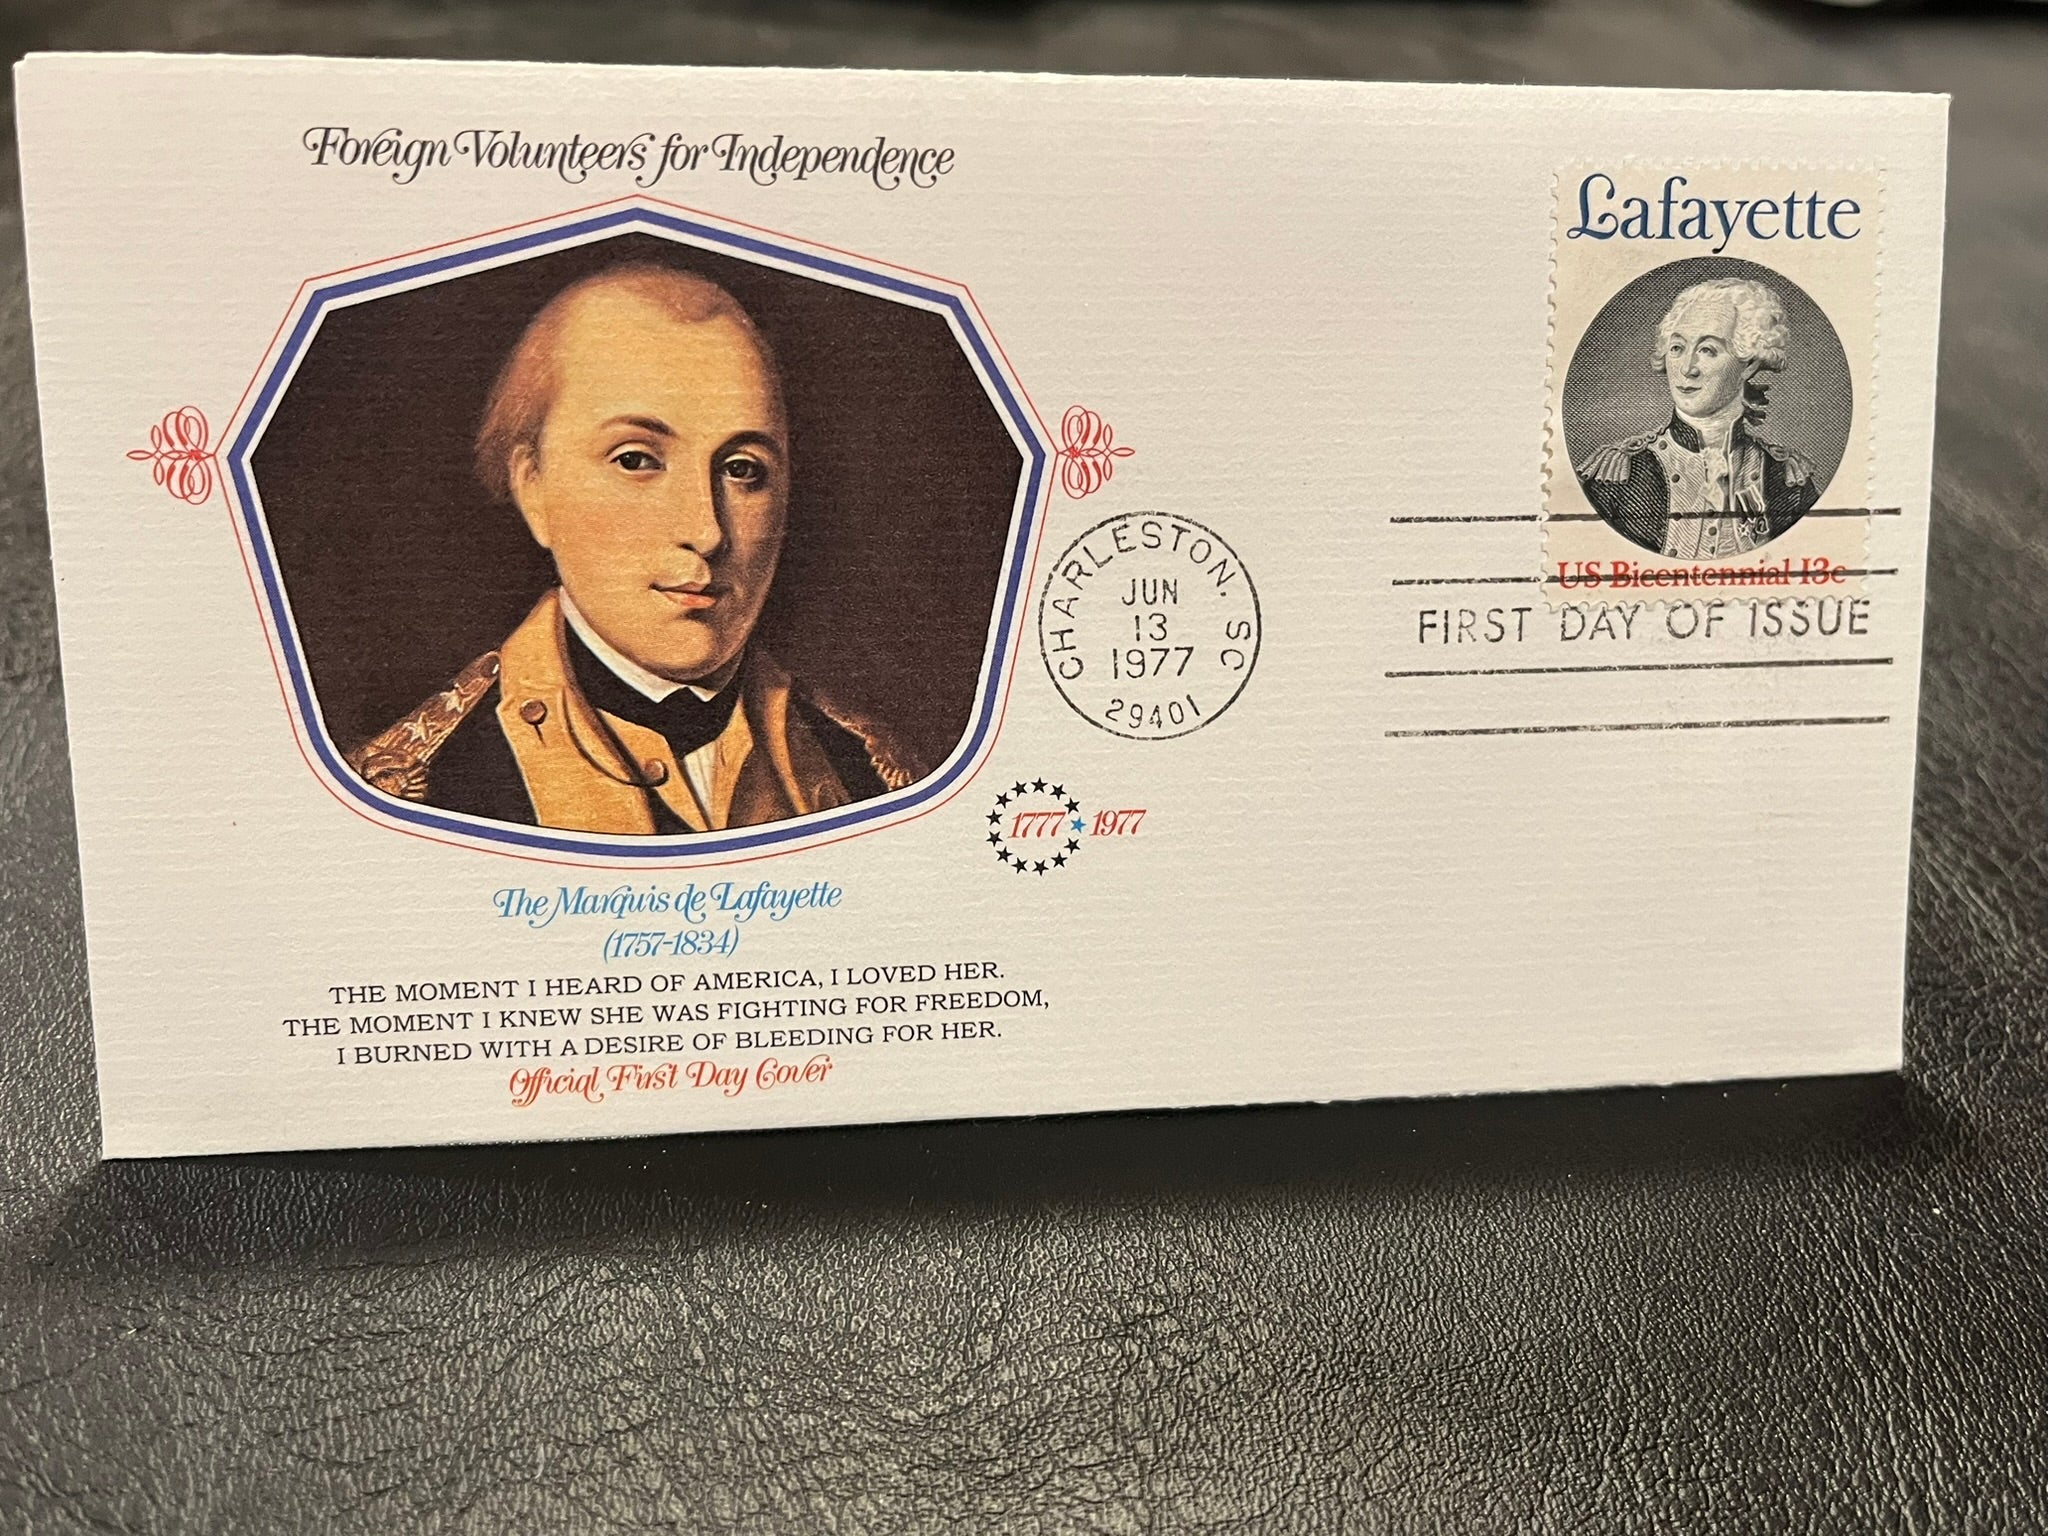 Foreign Volunteers for Independence
Lafayette
US Bicentennial 13c
CHARLESTON, SC
JUN
13
1977
29401
FIRST DAY OF ISSUE
1777 ★ 1977
The Marquis de Lafayette
(1757-1834)
THE MOMENT I HEARD OF AMERICA, I LOVED HER.
THE MOMENT I KNEW SHE WAS FIGHTING FOR FREEDOM,
I BURNED WITH A DESIRE OF BLEEDING FOR HER.
Official First Day Cover